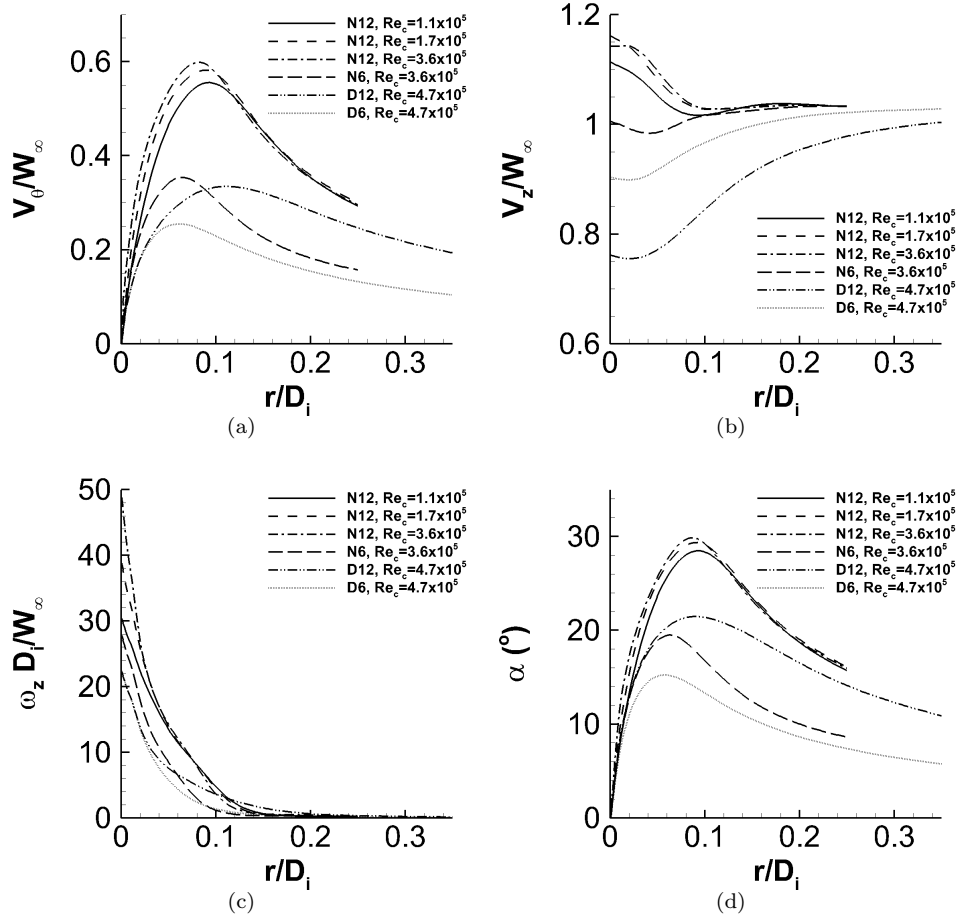 0.6
0.4
0.2
0
V_θ/W_∞
N12, Re_c=1.1x10^5
N12, Re_c=1.7x10^5
N12, Re_c=3.6x10^5
N6, Re_c=3.6x10^5
D12, Re_c=4.7x10^5
D6, Re_c=4.7x10^5
0 0.1 0.2 0.3
r/D_i
(a)
1.2
1
0.8
0.6
V_z/W_∞
N12, Re_c=1.1x10^5
N12, Re_c=1.7x10^5
N12, Re_c=3.6x10^5
N6, Re_c=3.6x10^5
D12, Re_c=4.7x10^5
D6, Re_c=4.7x10^5
0 0.1 0.2 0.3
r/D_i
(b)
50
40
30
20
10
0
ω_z D_i/W_∞
N12, Re_c=1.1x10^5
N12, Re_c=1.7x10^5
N12, Re_c=3.6x10^5
N6, Re_c=3.6x10^5
D12, Re_c=4.7x10^5
D6, Re_c=4.7x10^5
0 0.1 0.2 0.3
r/D_i
(c)
30
20
10
0
α (°)
N12, Re_c=1.1x10^5
N12, Re_c=1.7x10^5
N12, Re_c=3.6x10^5
N6, Re_c=3.6x10^5
D12, Re_c=4.7x10^5
D6, Re_c=4.7x10^5
0 0.1 0.2 0.3
r/D_i
(d)